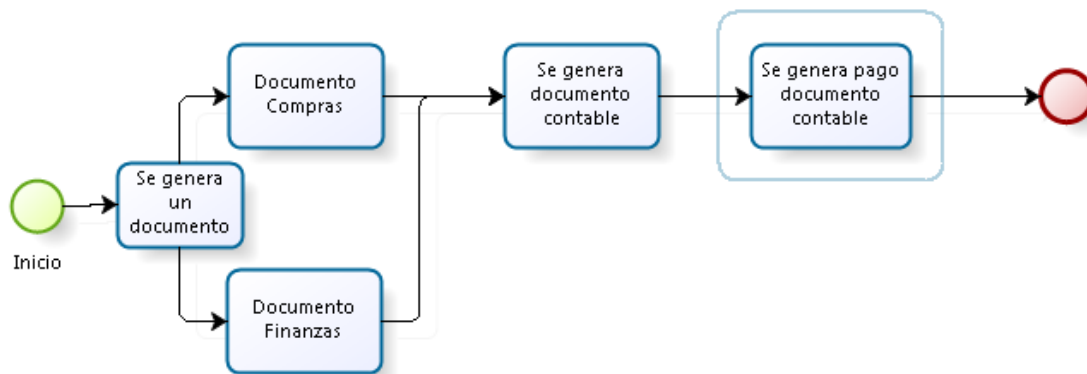 Inicio
Se genera
un
documento
Documento
Compras
Documento
Finanzas
Se genera
documento
contable
Se genera pago
documento
contable